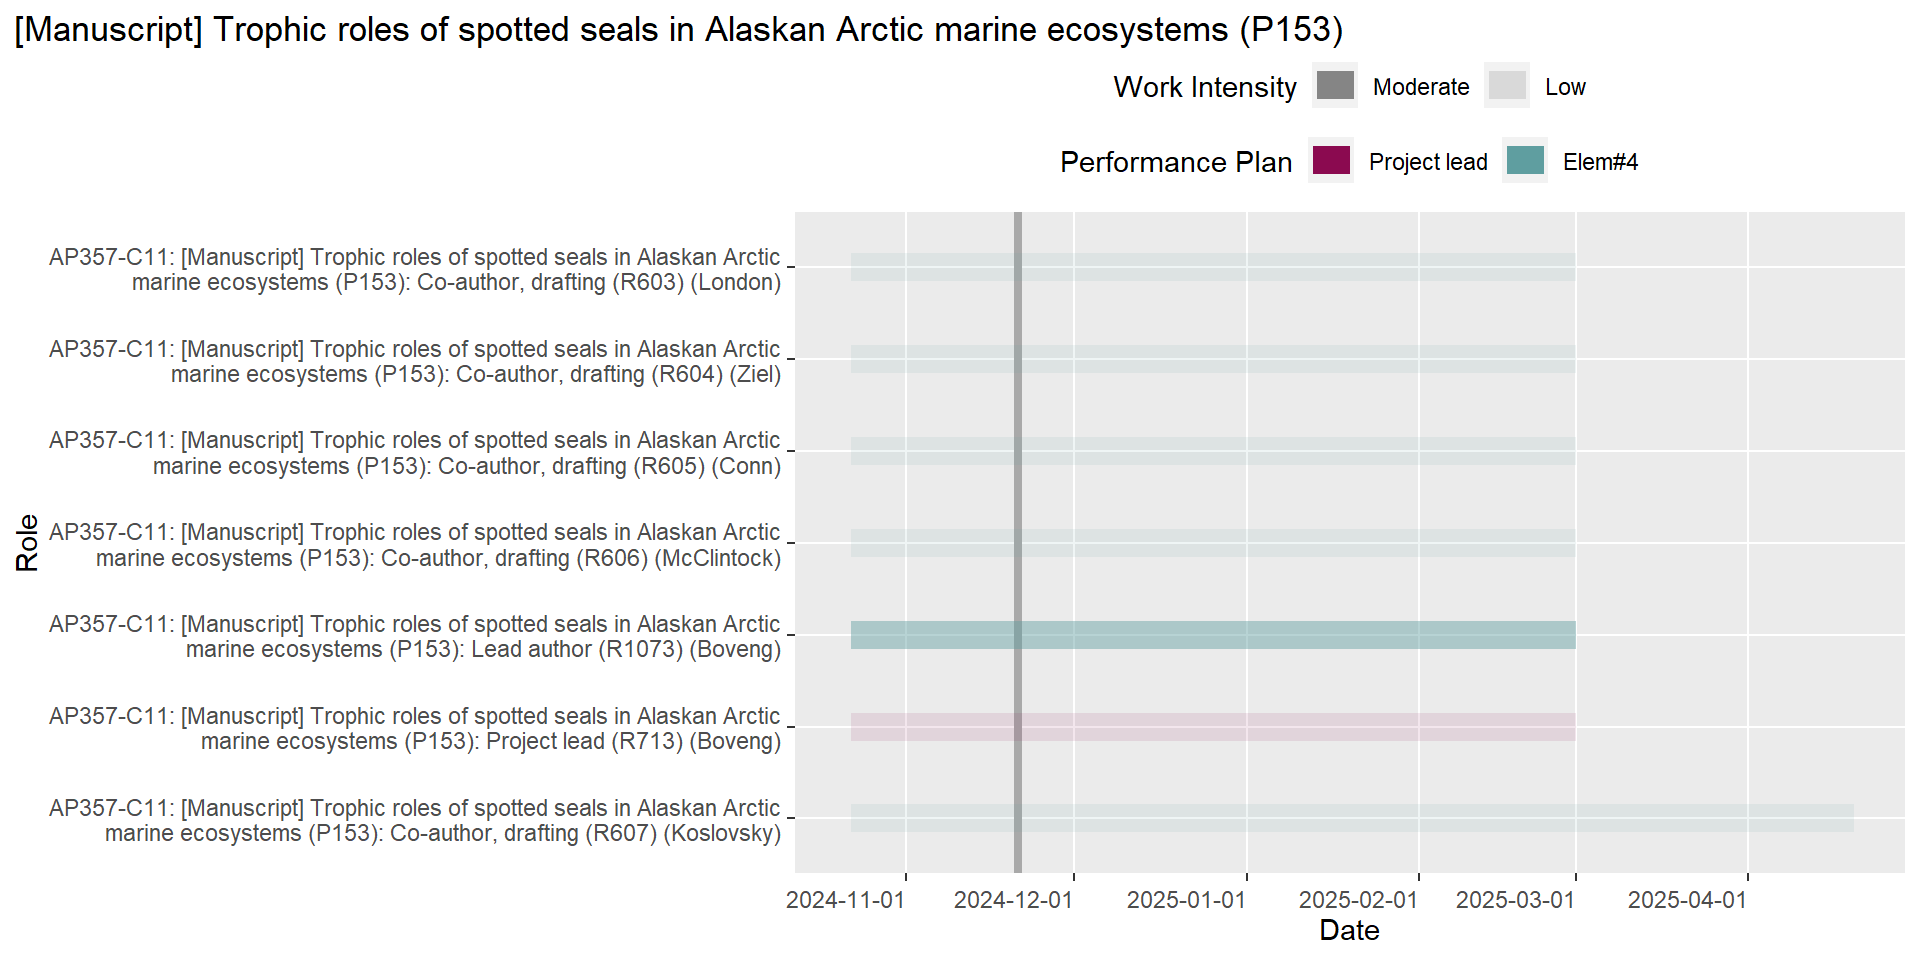 [Manuscript] Trophic roles of spotted seals in Alaskan Arctic marine ecosystems (P153)
Work Intensity Moderate Low
Performance Plan Project lead Elem#4
Role
AP357-C11: [Manuscript] Trophic roles of spotted seals in Alaskan Arctic
marine ecosystems (P153): Co-author, drafting (R603) (London)
AP357-C11: [Manuscript] Trophic roles of spotted seals in Alaskan Arctic
marine ecosystems (P153): Co-author, drafting (R604) (Ziel)
AP357-C11: [Manuscript] Trophic roles of spotted seals in Alaskan Arctic
marine ecosystems (P153): Co-author, drafting (R605) (Conn)
AP357-C11: [Manuscript] Trophic roles of spotted seals in Alaskan Arctic
marine ecosystems (P153): Co-author, drafting (R606) (McClintock)
AP357-C11: [Manuscript] Trophic roles of spotted seals in Alaskan Arctic
marine ecosystems (P153): Lead author (R1073) (Boveng)
AP357-C11: [Manuscript] Trophic roles of spotted seals in Alaskan Arctic
marine ecosystems (P153): Project lead (R713) (Boveng)
AP357-C11: [Manuscript] Trophic roles of spotted seals in Alaskan Arctic
marine ecosystems (P153): Co-author, drafting (R607) (Koslovsky)
2024-11-01 2024-12-01 2025-01-01 2025-02-01 2025-03-01 2025-04-01
Date